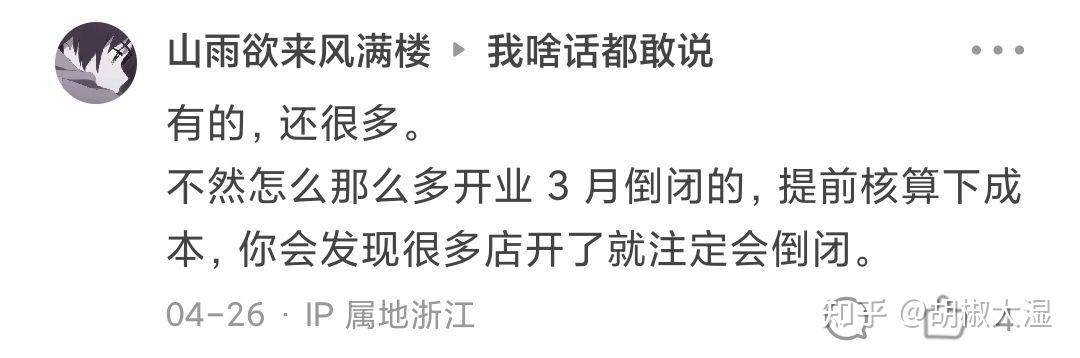 山雨欲来风满楼 ▸ 我啥话都敢说
有的，还很多。
不然怎么那么多开业 3 月倒闭的，提前核算下成
本，你会发现很多店开了就注定会倒闭。
04-26 · IP 属地浙江
4
知乎 @胡椒太湿